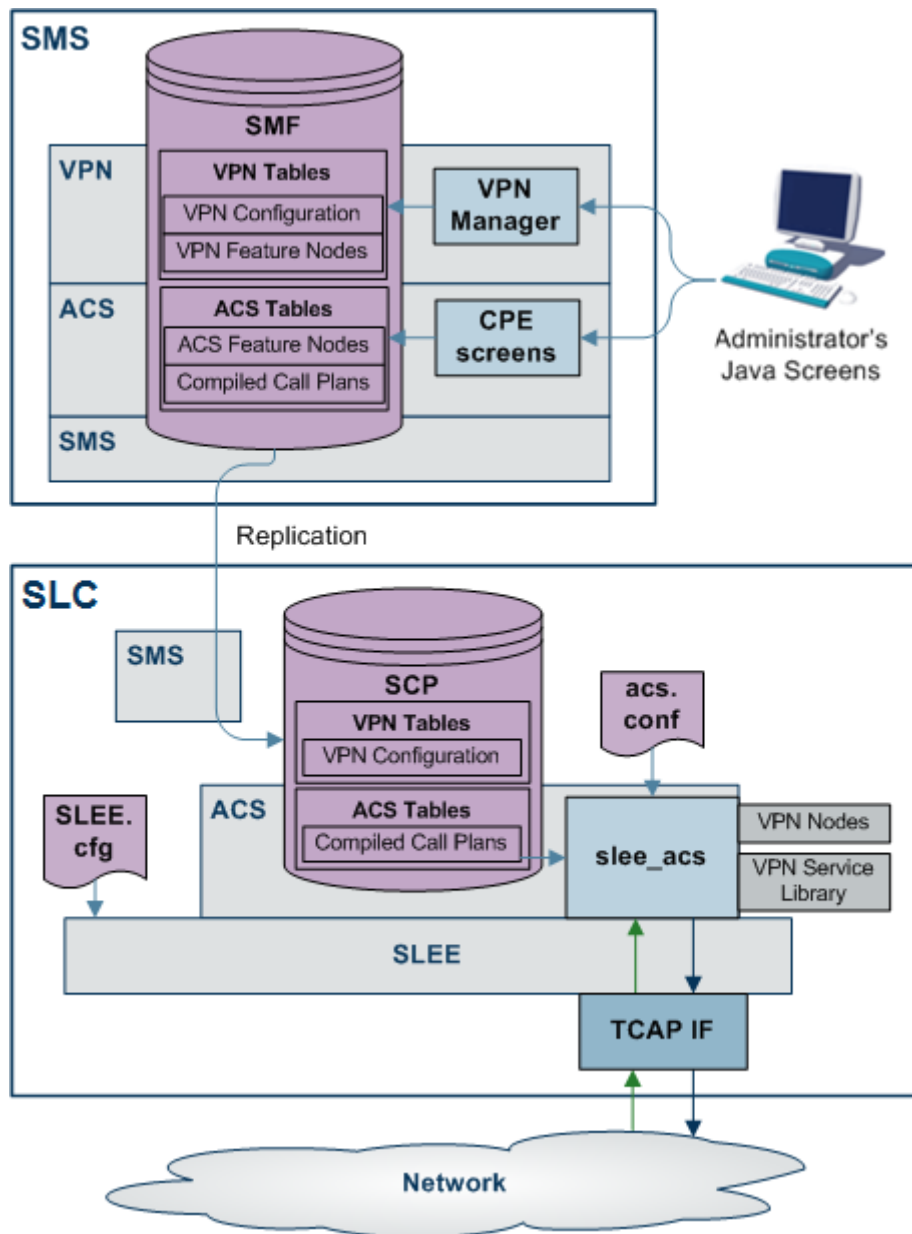 SMS
SMF
VPN
VPN Tables
VPN Configuration
VPN Feature Nodes
VPN
Manager
ACS
ACS Tables
ACS Feature Nodes
Compiled Call Plans
CPE
screens
SMS
Administrator's
Java Screens
Replication
SLC
SMS
SCP
VPN Tables
VPN Configuration
acs.
conf
SLEE.
cfg
ACS
ACS Tables
Compiled Call Plans
slee_acs
VPN Nodes
VPN Service
Library
SLEE
TCAP IF
Network